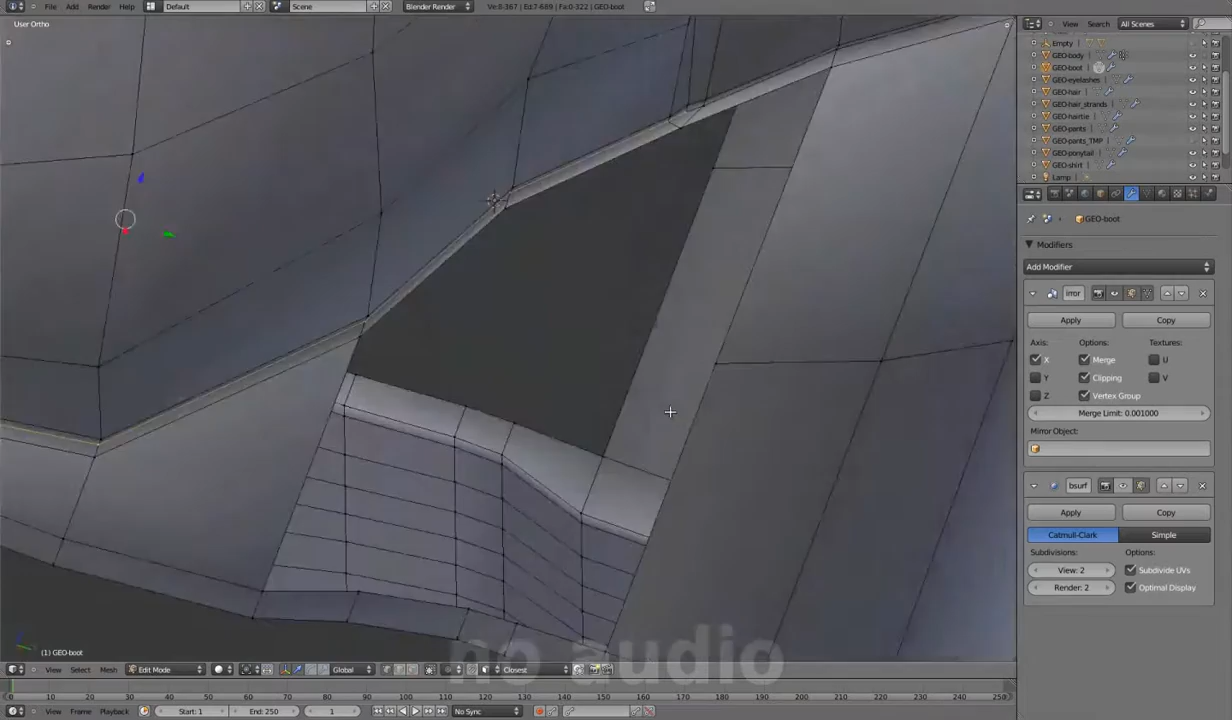 File Add Render Help Default Scene Blender Render Ve:0-367 | Ed:7-689 | Fa:0-322 | GEO-boot
User Ortho
View Search All Scenes
Empty
GEO-body
GEO-boot
GEO-eyelashes
GEO-hair
GEO-hair_strands
GEO-hairtie
GEO-pants
GEO-pants_TMP
GEO-ponytail
GEO-shirt
Lamp
GEO-boot
Modifiers
Add Modifier
irror
Apply Copy
Axis: Options: Textures:
X Merge U
Y Clipping V
Z Vertex Group
Merge Limit: 0.001000
Mirror Object:
bsurf
Apply Copy
Catmull-Clark Simple
Subdivisions: Options:
View: 2 Subdivide UVs
Render: 2 Optimal Display
(1) GEO-boot
no audio
View Select Mesh Edit Mode Global Closest
0 10 20 30 40 50 60 70 80 90 100 110 120 130 140 150 160 170 180 190 200 210 220 230 240 250
View Frame Playback Start: 1 End: 250 1 No Sync